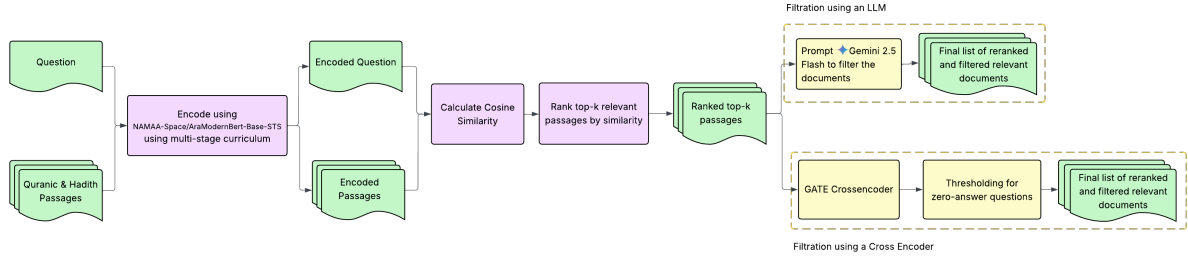 Filtration using an LLM
Question
Quranic & Hadith
Passages
Encode using
NAMAA-Space/AraModernBert-Base-STS
using multi-stage curriculum
Encoded Question
Encoded
Passages
Calculate Cosine
Similarity
Rank top-k relevant
passages by similarity
Ranked top-k
passages
Prompt Gemini 2.5
Flash to filter the
documents
Final list of reranked
and filtered relevant
documents
GATE Crossencoder
Thresholding for
zero-answer questions
Final list of reranked
and filtered relevant
documents
Filtration using a Cross Encoder